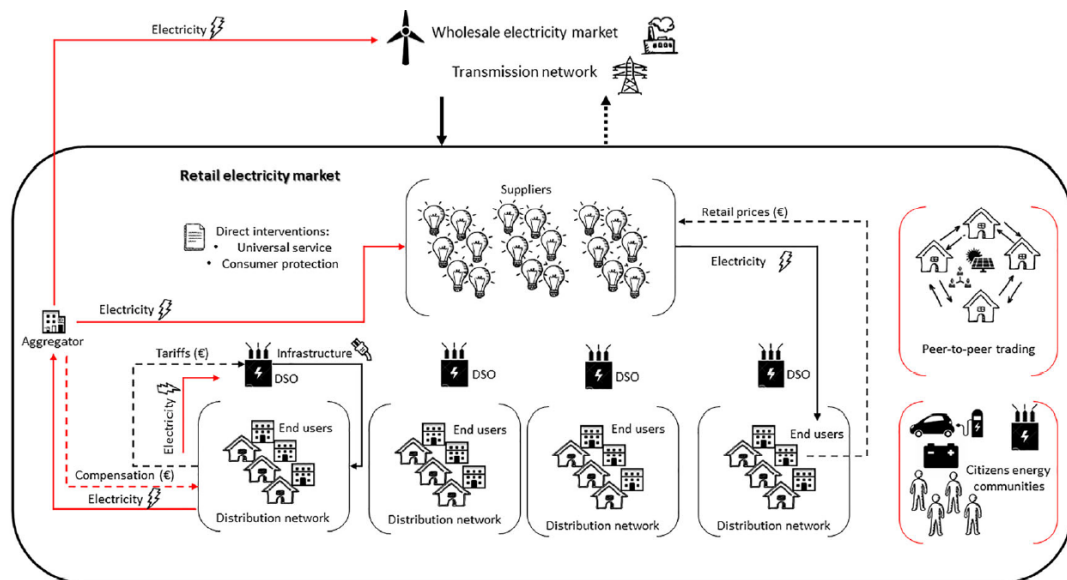 Electricity
Wholesale electricity market
Transmission network
Retail electricity market
Suppliers
Retail prices (€)
Direct interventions:
• Universal service
• Consumer protection
Electricity
Electricity
Aggregator
Peer-to-peer trading
Tariffs (€)
Infrastructure
DSO
DSO
DSO
DSO
Electricity
End users
End users
End users
End users
Compensation (€)
Electricity
Distribution network
Distribution network
Distribution network
Distribution network
Citizens energy
communities